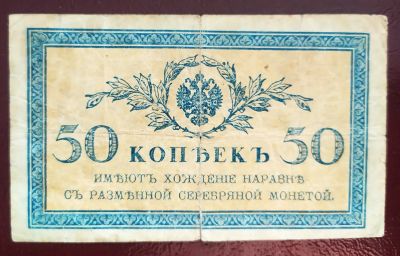 50 КОПѢЕКЪ 50
ИМѢЮТЪ ХОЖДЕНІЕ НАРАВНѢ
СЪ РАЗМѢННОЙ СЕРЕБРЯНОЙ МОНЕТОЙ.